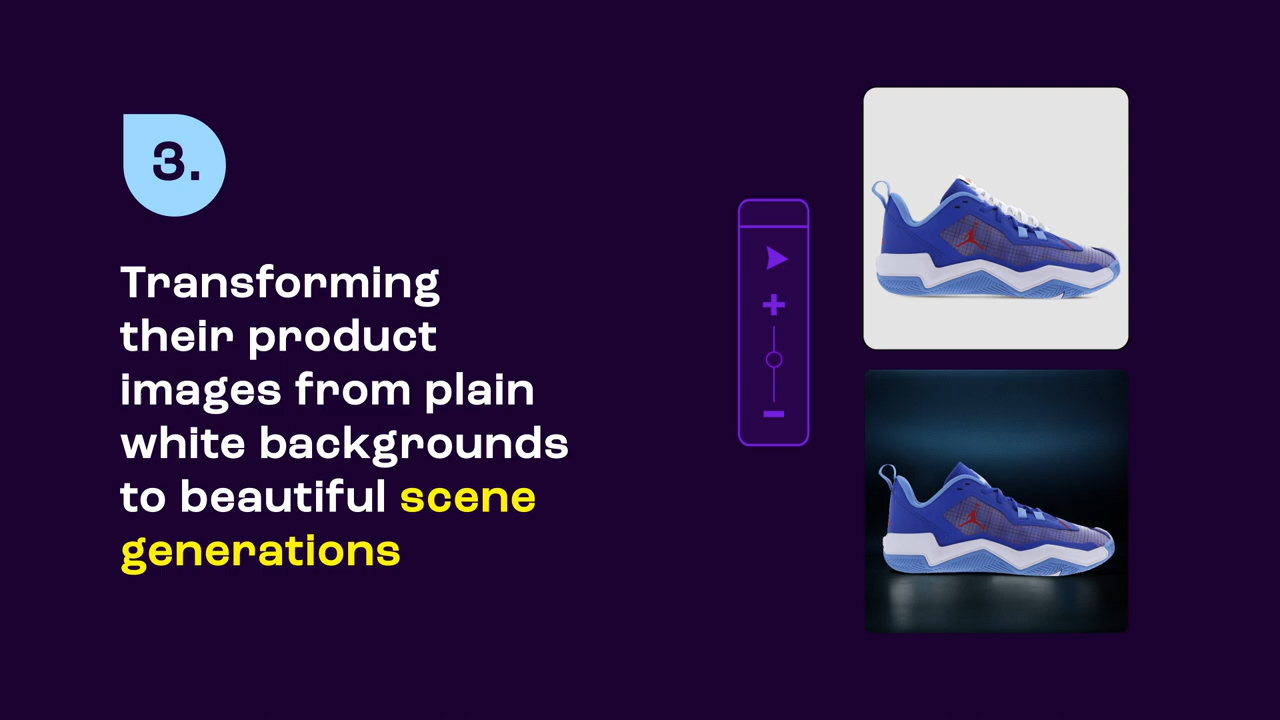 3.
Transforming
their product
images from plain
white backgrounds
to beautiful scene
generations